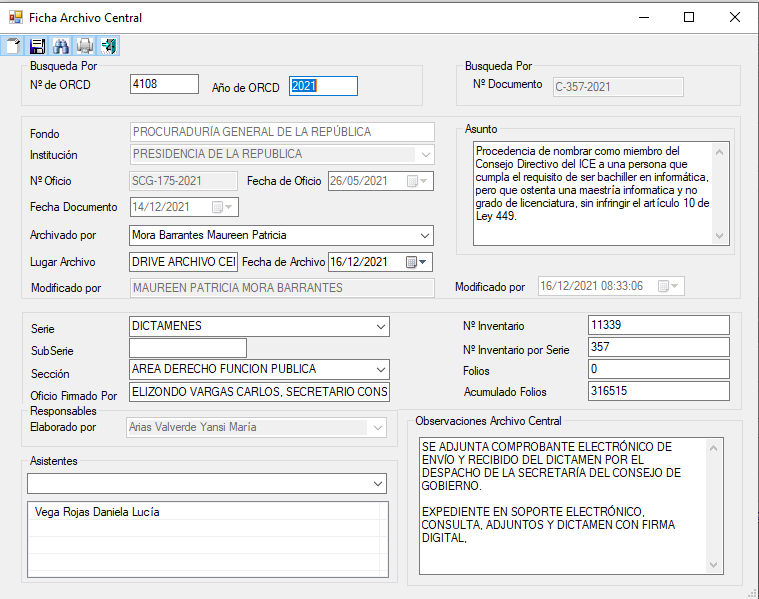 Ficha Archivo Central
Busqueda Por
Nº de ORCD 4108 Año de ORCD 2021
Busqueda Por
Nº Documento C-357-2021
Fondo PROCURADURÍA GENERAL DE LA REPÚBLICA
Institución PRESIDENCIA DE LA REPUBLICA
Nº Oficio SCG-175-2021 Fecha de Oficio 26/05/2021
Fecha Documento 14/12/2021
Archivado por Mora Barrantes Maureen Patricia
Lugar Archivo DRIVE ARCHIVO CEI Fecha de Archivo 16/12/2021
Modificado por MAUREEN PATRICIA MORA BARRANTES
Asunto
Procedencia de nombrar como miembro del
Consejo Directivo del ICE a una persona que
cumpla el requisito de ser bachiller en informática,
pero que ostenta una maestría informatica y no
grado de licenciatura, sin infringir el artículo 10 de
Ley 449.
Modificado por 16/12/2021 08:33:06
Serie DICTAMENES
SubSerie
Sección AREA DERECHO FUNCION PUBLICA
Oficio Firmado Por ELIZONDO VARGAS CARLOS, SECRETARIO CONS
Nº Inventario 11339
Nº Inventario por Serie 357
Folios 0
Acumulado Folios 316515
Responsables
Elaborado por Arias Valverde Yansi María
Asistentes
Vega Rojas Daniela Lucía
Observaciones Archivo Central
SE ADJUNTA COMPROBANTE ELECTRÓNICO DE
ENVÍO Y RECIBIDO DEL DICTAMEN POR EL
DESPACHO DE LA SECRETARÍA DEL CONSEJO DE
GOBIERNO.
EXPEDIENTE EN SOPORTE ELECTRÓNICO,
CONSULTA, ADJUNTOS Y DICTAMEN CON FIRMA
DIGITAL,